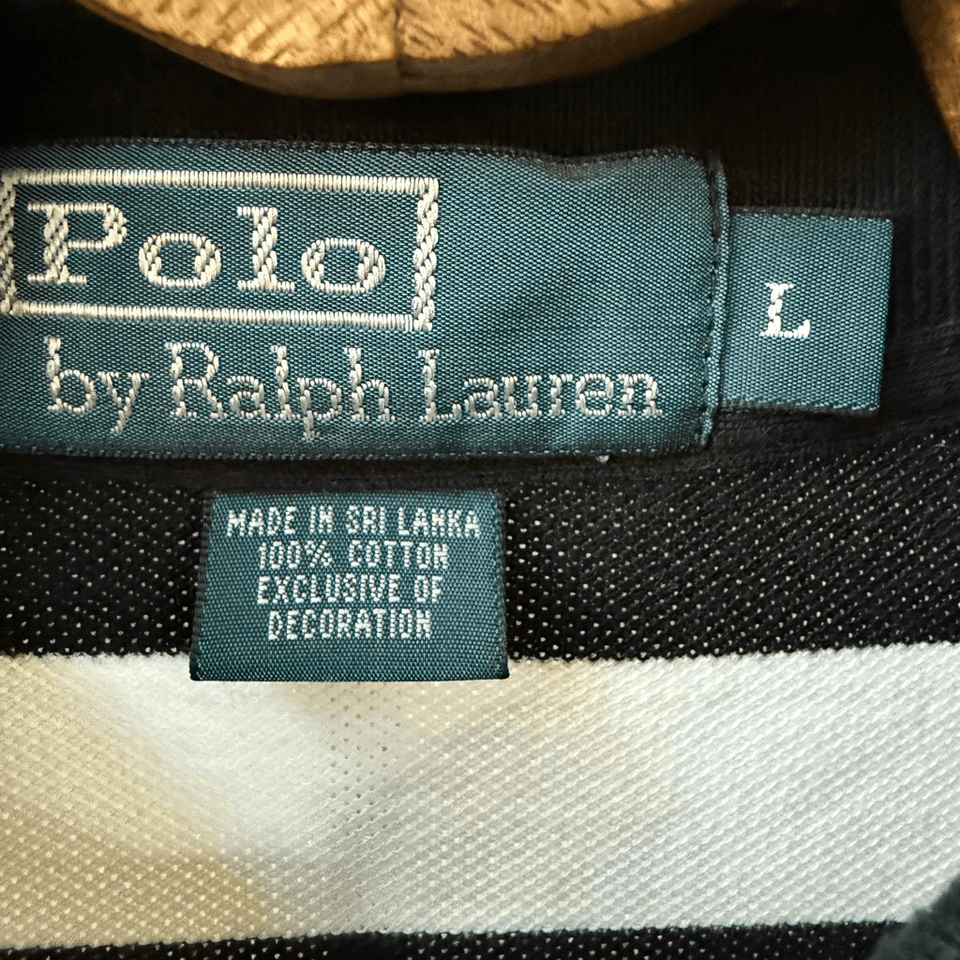 Polo
by Ralph Lauren
L
MADE IN SRI LANKA
100% COTTON
EXCLUSIVE OF
DECORATION